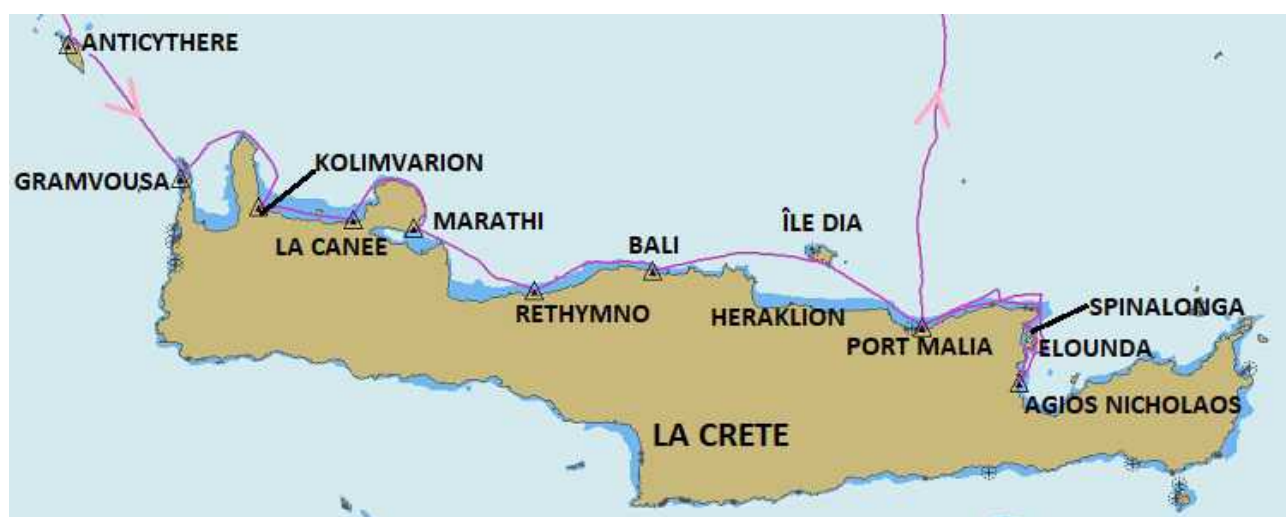 ANTICYTHERE
KOLIMVARION
GRAMVOUSA
MARATHI
ÎLE DIA
LA CANEE
BALI
SPINALONGA
RETHYMNO
HERAKLION
PORT MALIA
ELOUNDA
AGIOS NICHOLAOS
LA CRETE